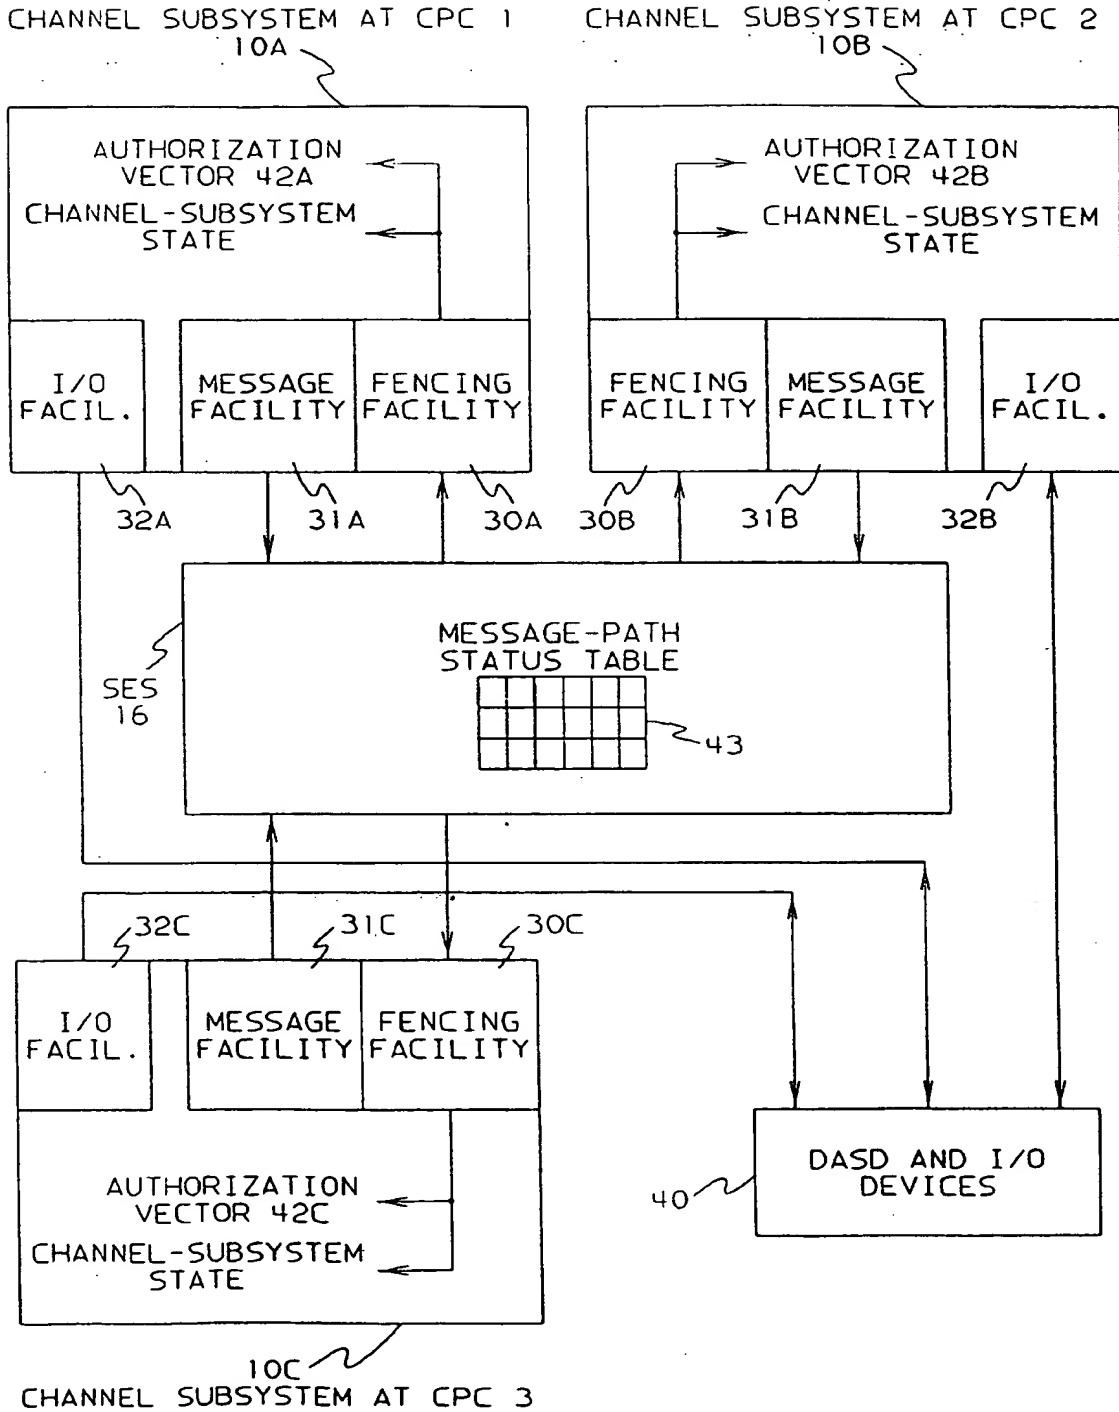 CHANNEL SUBSYSTEM AT CPC 1
10A
CHANNEL SUBSYSTEM AT CPC 2
10B
AUTHORIZATION
VECTOR 42A
CHANNEL-SUBSYSTEM
STATE
AUTHORIZATION
VECTOR 42B
CHANNEL-SUBSYSTEM
STATE
I/O
FACIL.
MESSAGE
FACILITY
FENCING
FACILITY
FENCING
FACILITY
MESSAGE
FACILITY
I/O
FACIL.
32A
31A
30A
30B
31B
32B
MESSAGE-PATH
STATUS TABLE
SES
16
43
32C
31C
30C
I/O
FACIL.
MESSAGE
FACILITY
FENCING
FACILITY
AUTHORIZATION
VECTOR 42C
CHANNEL-SUBSYSTEM
STATE
40
DASD AND I/O
DEVICES
10C
CHANNEL SUBSYSTEM AT CPC 3